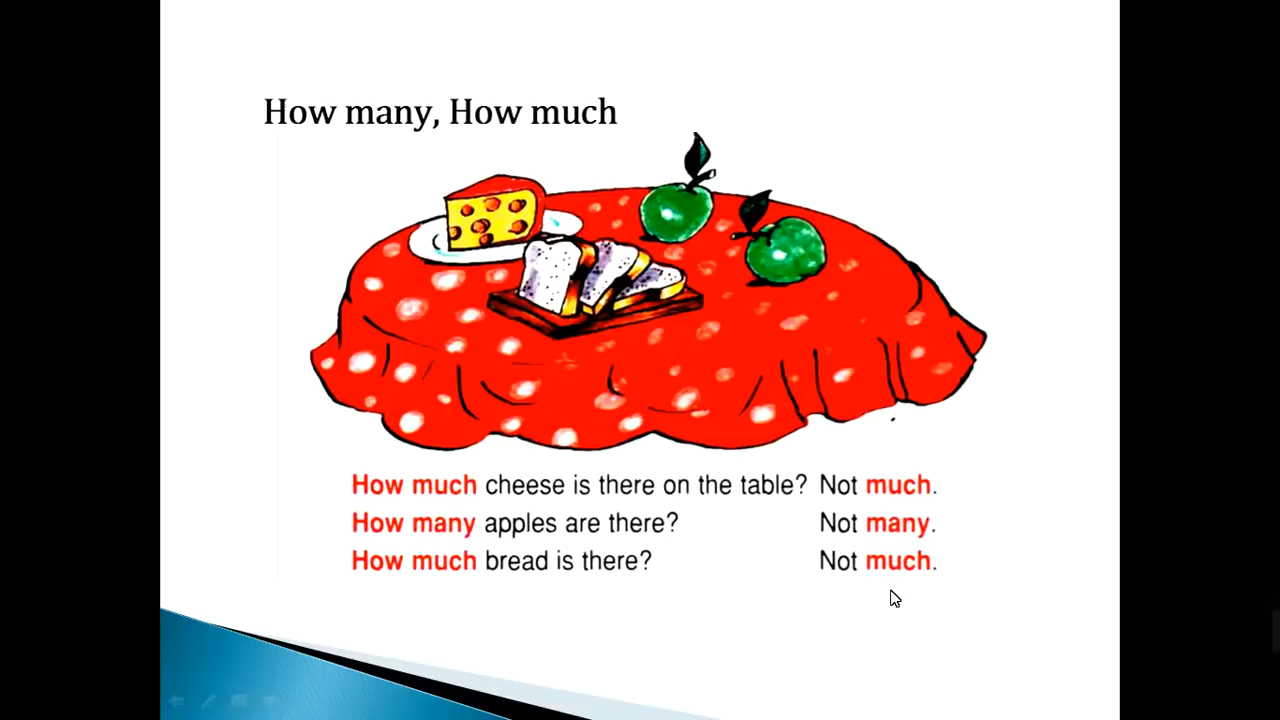 How many, How much
How much cheese is there on the table? Not much.
How many apples are there? Not many.
How much bread is there? Not much.